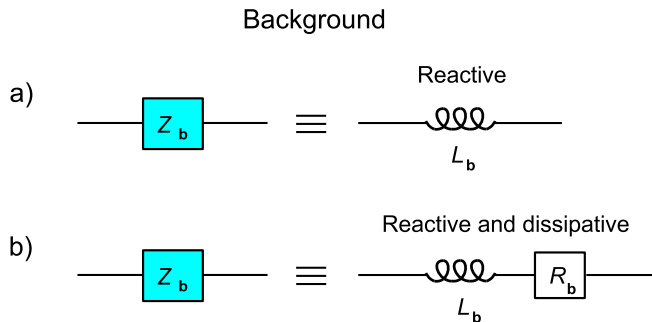 Background
Reactive
a)
Z b
L b
Reactive and dissipative
b)
Z b
R b
L b